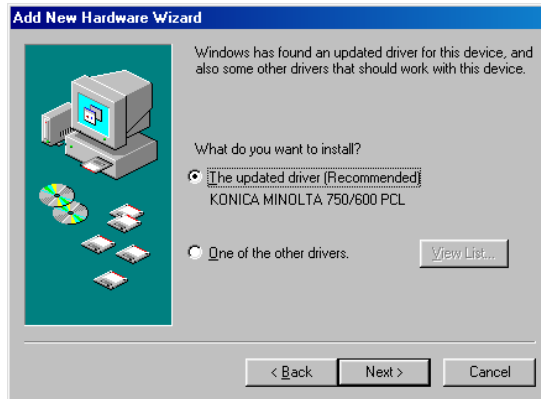 Add New Hardware Wizard
Windows has found an updated driver for this device, and
also some other drivers that should work with this device.
What do you want to install?
The updated driver (Recommended)
KONICA MINOLTA 750/600 PCL
One of the other drivers.
View List...
< Back
Next >
Cancel